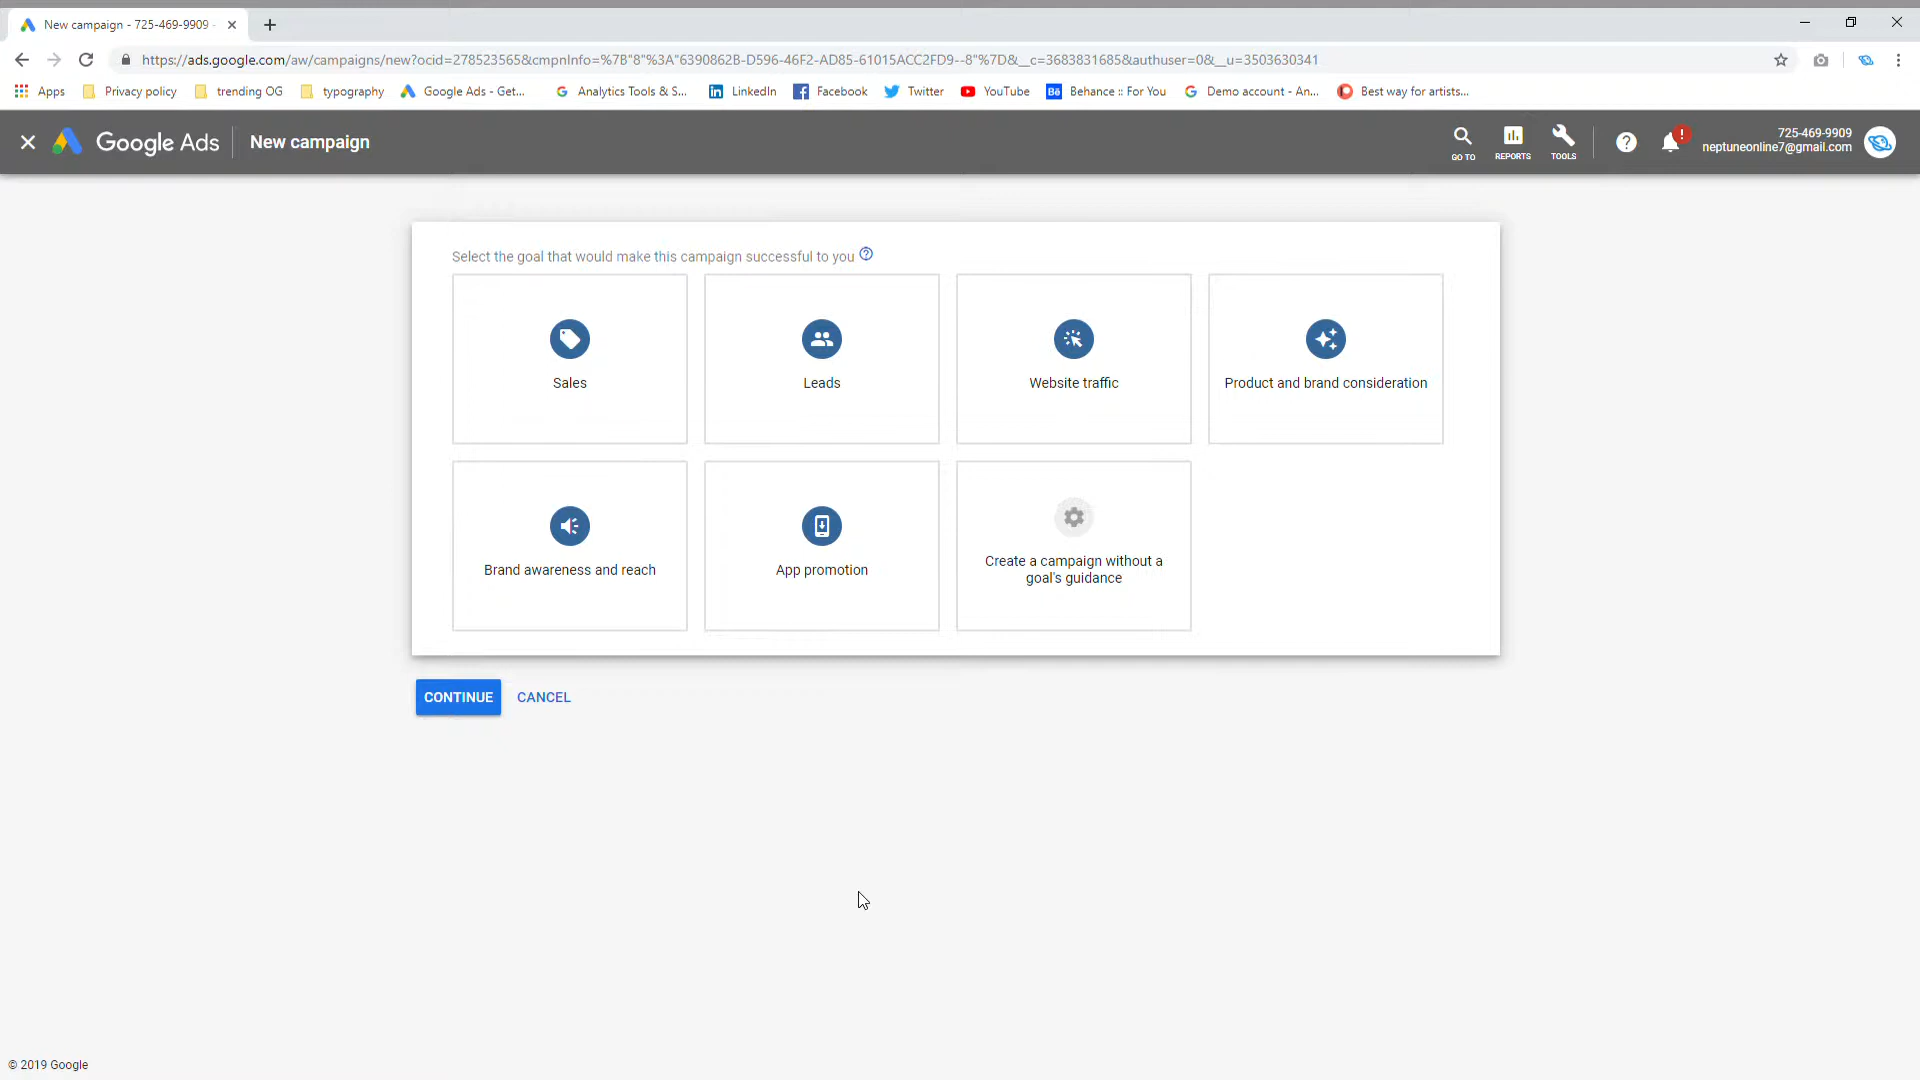 New campaign - 725-469-9909 -
https://ads.google.com/aw/campaigns/new?ocid=278523565&cmpnInfo=%7B"8"%3A"6390862B-D596-46F2-AD85-61015ACC2FD9--8"%7D&__c=3683831685&authuser=0&__u=3503630341
Apps Privacy policy trending OG typography Google Ads - Get... Analytics Tools & S... LinkedIn Facebook Twitter YouTube Bē Behance :: For You Demo account - An... Best way for artists...
Google Ads New campaign
GO TO REPORTS TOOLS
725-469-9909
neptuneonline7@gmail.com
Select the goal that would make this campaign successful to you
Sales Leads Website traffic Product and brand consideration
Brand awareness and reach App promotion Create a campaign without a
goal's guidance
CONTINUE CANCEL
© 2019 Google